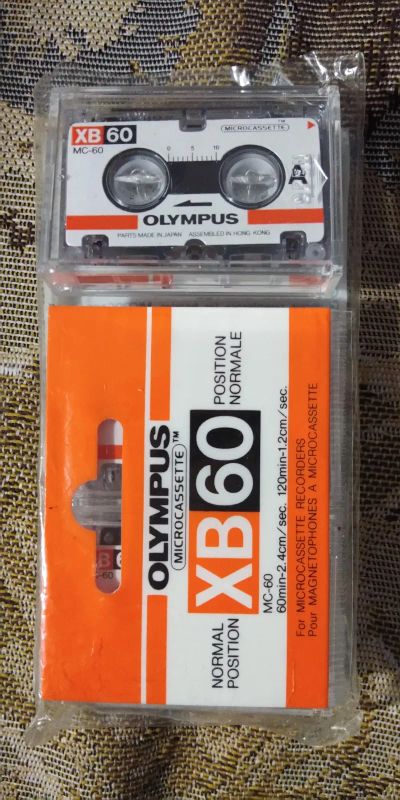 XB 60
MICROCASSETTE™
MC-60
0 5 10
OLYMPUS
PARTS MADE IN JAPAN ASSEMBLED IN HONG KONG
OLYMPUS
MICROCASSETTE™
NORMAL POSITION
XB 60
POSITION NORMALE
MC-60
60min-2.4cm/sec. 120min-1.2cm/sec.
For MICROCASSETTE RECORDERS
Pour MAGNETOPHONES A MICROCASSETTE